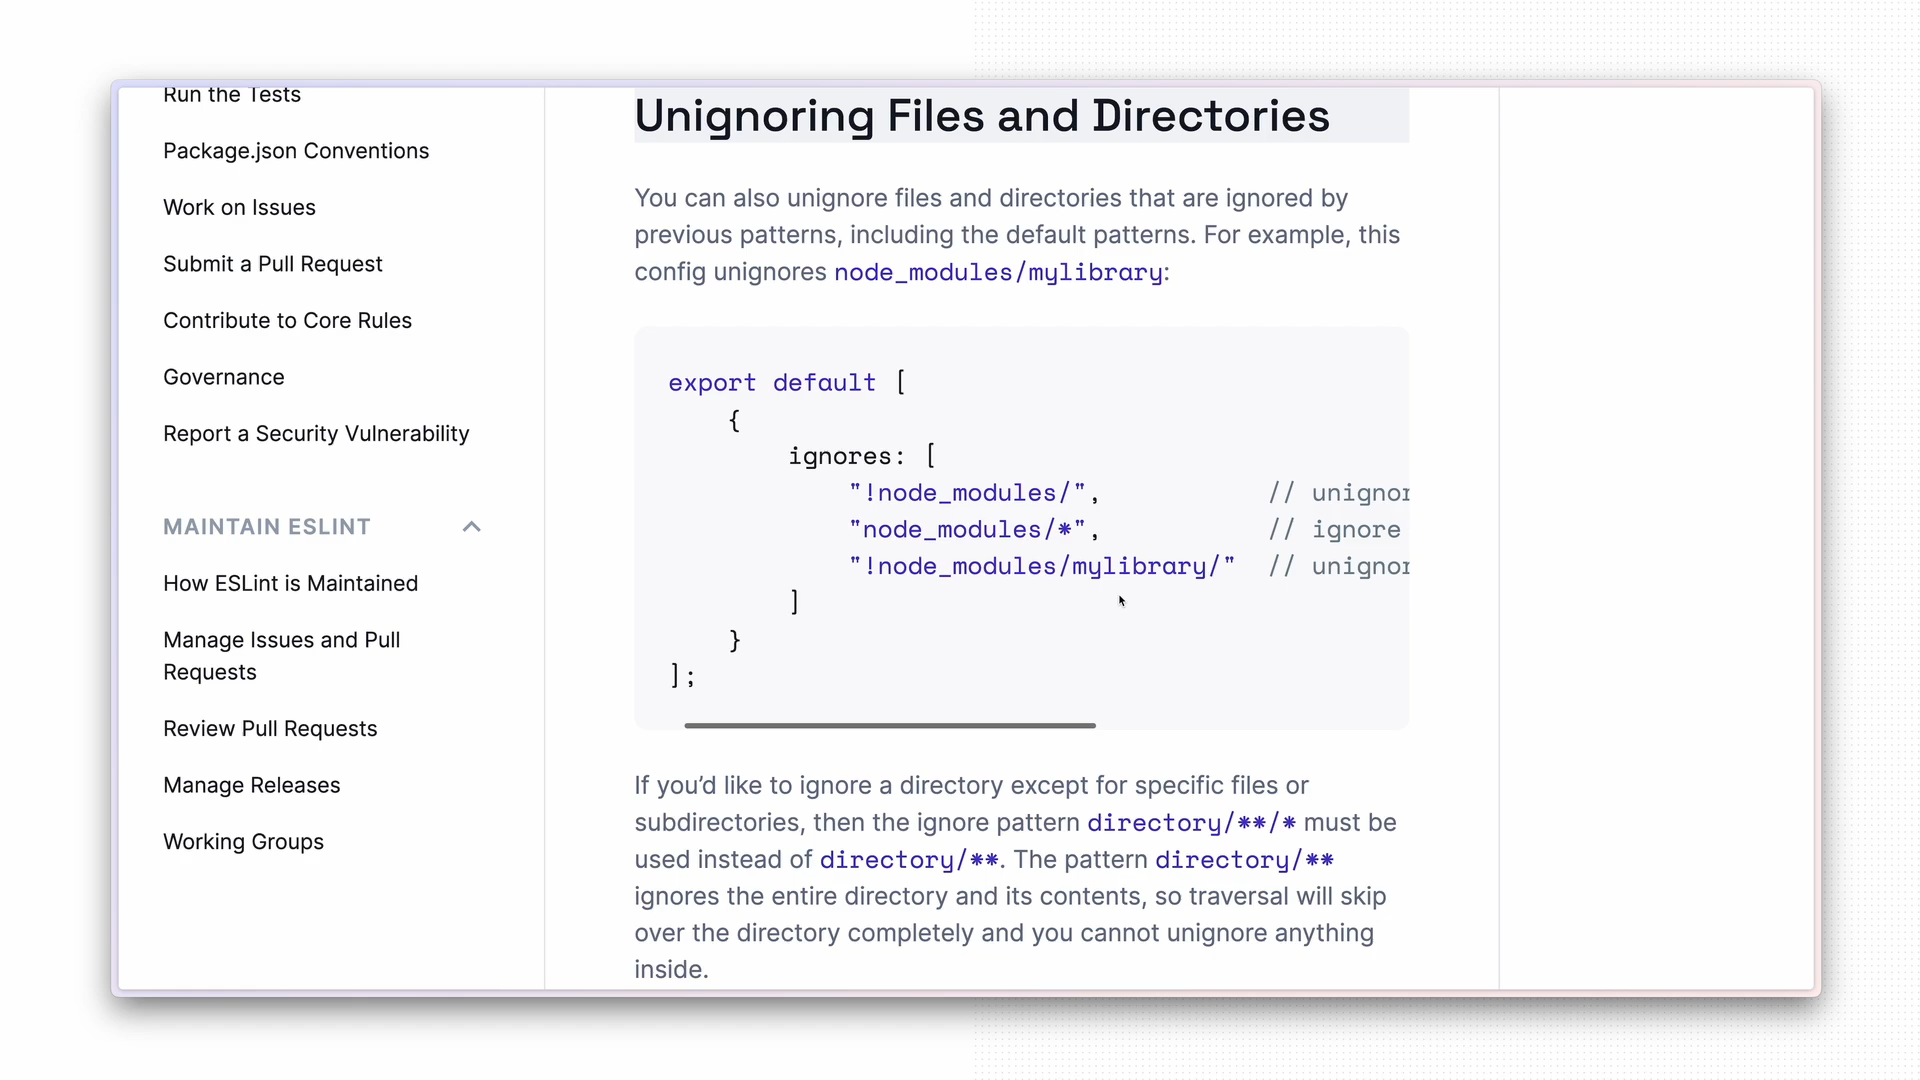 Run the Tests
Package.json Conventions
Work on Issues
Submit a Pull Request
Contribute to Core Rules
Governance
Report a Security Vulnerability
MAINTAIN ESLINT
How ESLint is Maintained
Manage Issues and Pull
Requests
Review Pull Requests
Manage Releases
Working Groups
Unignoring Files and Directories
You can also unignore files and directories that are ignored by
previous patterns, including the default patterns. For example, this
config unignores node_modules/mylibrary:
export default [
{
ignores: [
"!node_modules/", // unignor
"node_modules/*", // ignore
"!node_modules/mylibrary/" // unignor
]
}
];
If you’d like to ignore a directory except for specific files or
subdirectories, then the ignore pattern directory/**/* must be
used instead of directory/**. The pattern directory/**
ignores the entire directory and its contents, so traversal will skip
over the directory completely and you cannot unignore anything
inside.